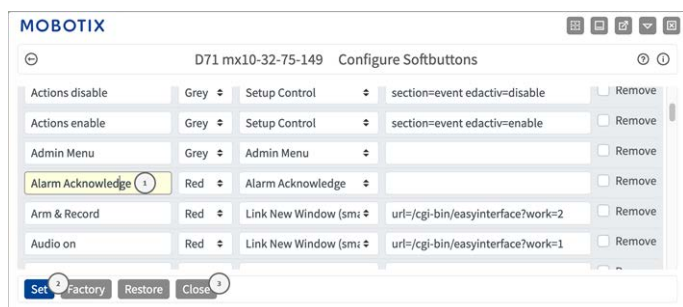 MOBOTIX
D71 mx10-32-75-149 Configure Softbuttons
Actions disable Grey Setup Control section=event edactiv=disable Remove
Actions enable Grey Setup Control section=event edactiv=enable Remove
Admin Menu Grey Admin Menu Remove
Alarm Acknowledge 1 Red Alarm Acknowledge Remove
Arm & Record Red Link New Window (sma url=/cgi-bin/easyinterface?work=2 Remove
Audio on Red Link New Window (sma url=/cgi-bin/easyinterface?work=1 Remove
Set 2 Factory Restore Close 3